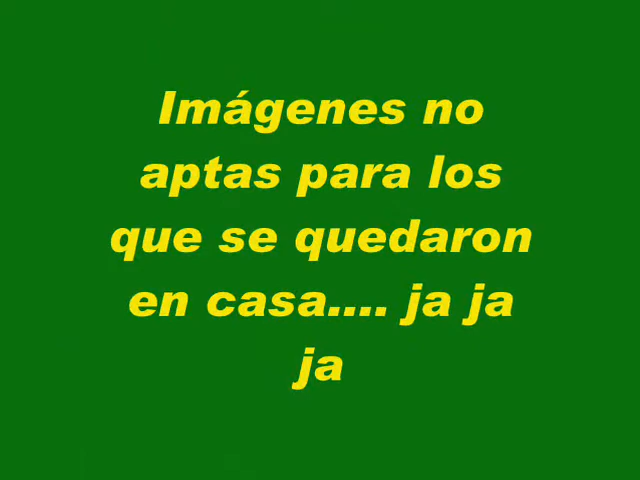 Imágenes no
aptas para los
que se quedaron
en casa.... ja ja
ja